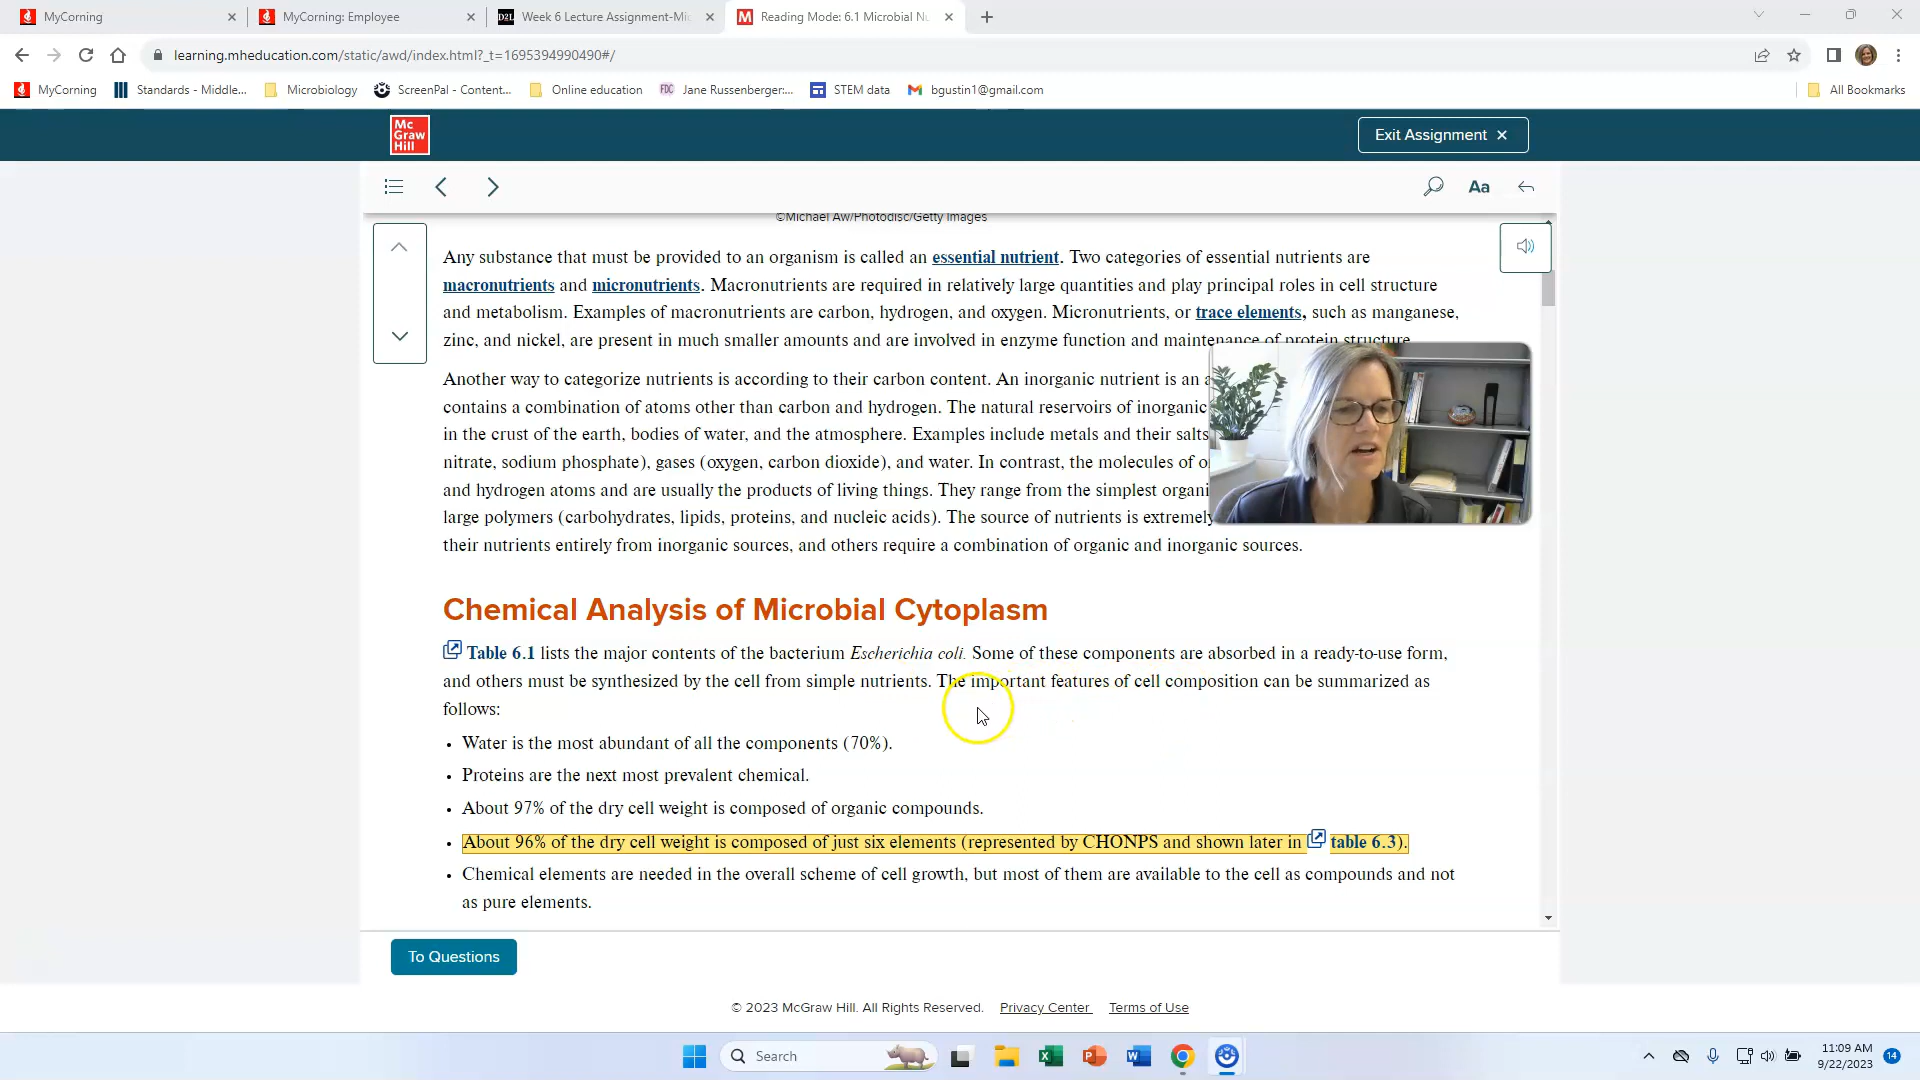 MyCorning
MyCorning: Employee
D2L Week 6 Lecture Assignment-Mi
Reading Mode: 6.1 Microbial Nu
learning.mheducation.com/static/awd/index.html?_t=1695394990490#/
MyCorning
Standards - Middle...
Microbiology
ScreenPal - Content...
Online education
FDC Jane Russenberger:...
STEM data
bgustin1@gmail.com
All Bookmarks
Mc
Graw
Hill
Exit Assignment
Aa
©Michael Aw/Photodisc/Getty Images
Any substance that must be provided to an organism is called an essential nutrient. Two categories of essential nutrients are
macronutrients and micronutrients. Macronutrients are required in relatively large quantities and play principal roles in cell structure
and metabolism. Examples of macronutrients are carbon, hydrogen, and oxygen. Micronutrients, or trace elements, such as manganese,
zinc, and nickel, are present in much smaller amounts and are involved in enzyme function and maintenance of protein structure.
Another way to categorize nutrients is according to their carbon content. An inorganic nutrient is an a
contains a combination of atoms other than carbon and hydrogen. The natural reservoirs of inorganic
in the crust of the earth, bodies of water, and the atmosphere. Examples include metals and their salts
nitrate, sodium phosphate), gases (oxygen, carbon dioxide), and water. In contrast, the molecules of o
and hydrogen atoms and are usually the products of living things. They range from the simplest organi
large polymers (carbohydrates, lipids, proteins, and nucleic acids). The source of nutrients is extremely
their nutrients entirely from inorganic sources, and others require a combination of organic and inorganic sources.
Chemical Analysis of Microbial Cytoplasm
Table 6.1 lists the major contents of the bacterium Escherichia coli. Some of these components are absorbed in a ready-to-use form,
and others must be synthesized by the cell from simple nutrients. The important features of cell composition can be summarized as
follows:
• Water is the most abundant of all the components (70%).
• Proteins are the next most prevalent chemical.
• About 97% of the dry cell weight is composed of organic compounds.
• About 96% of the dry cell weight is composed of just six elements (represented by CHONPS and shown later in table 6.3).
• Chemical elements are needed in the overall scheme of cell growth, but most of them are available to the cell as compounds and not
as pure elements.
To Questions
© 2023 McGraw Hill. All Rights Reserved. Privacy Center Terms of Use
Search
11:09 AM
9/22/2023
14